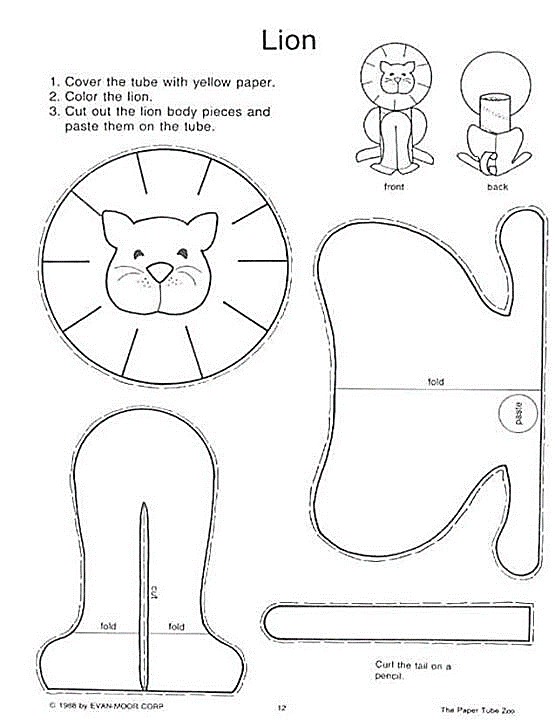 Lion
1. Cover the tube with yellow paper.
2. Color the lion.
3. Cut out the lion body pieces and
paste them on the tube.
front
back
fold
paste
cut
fold
fold
Curl the tail on a
pencil.
© 1988 by EVAN-MOOR CORP
12
The Paper Tube Zoo